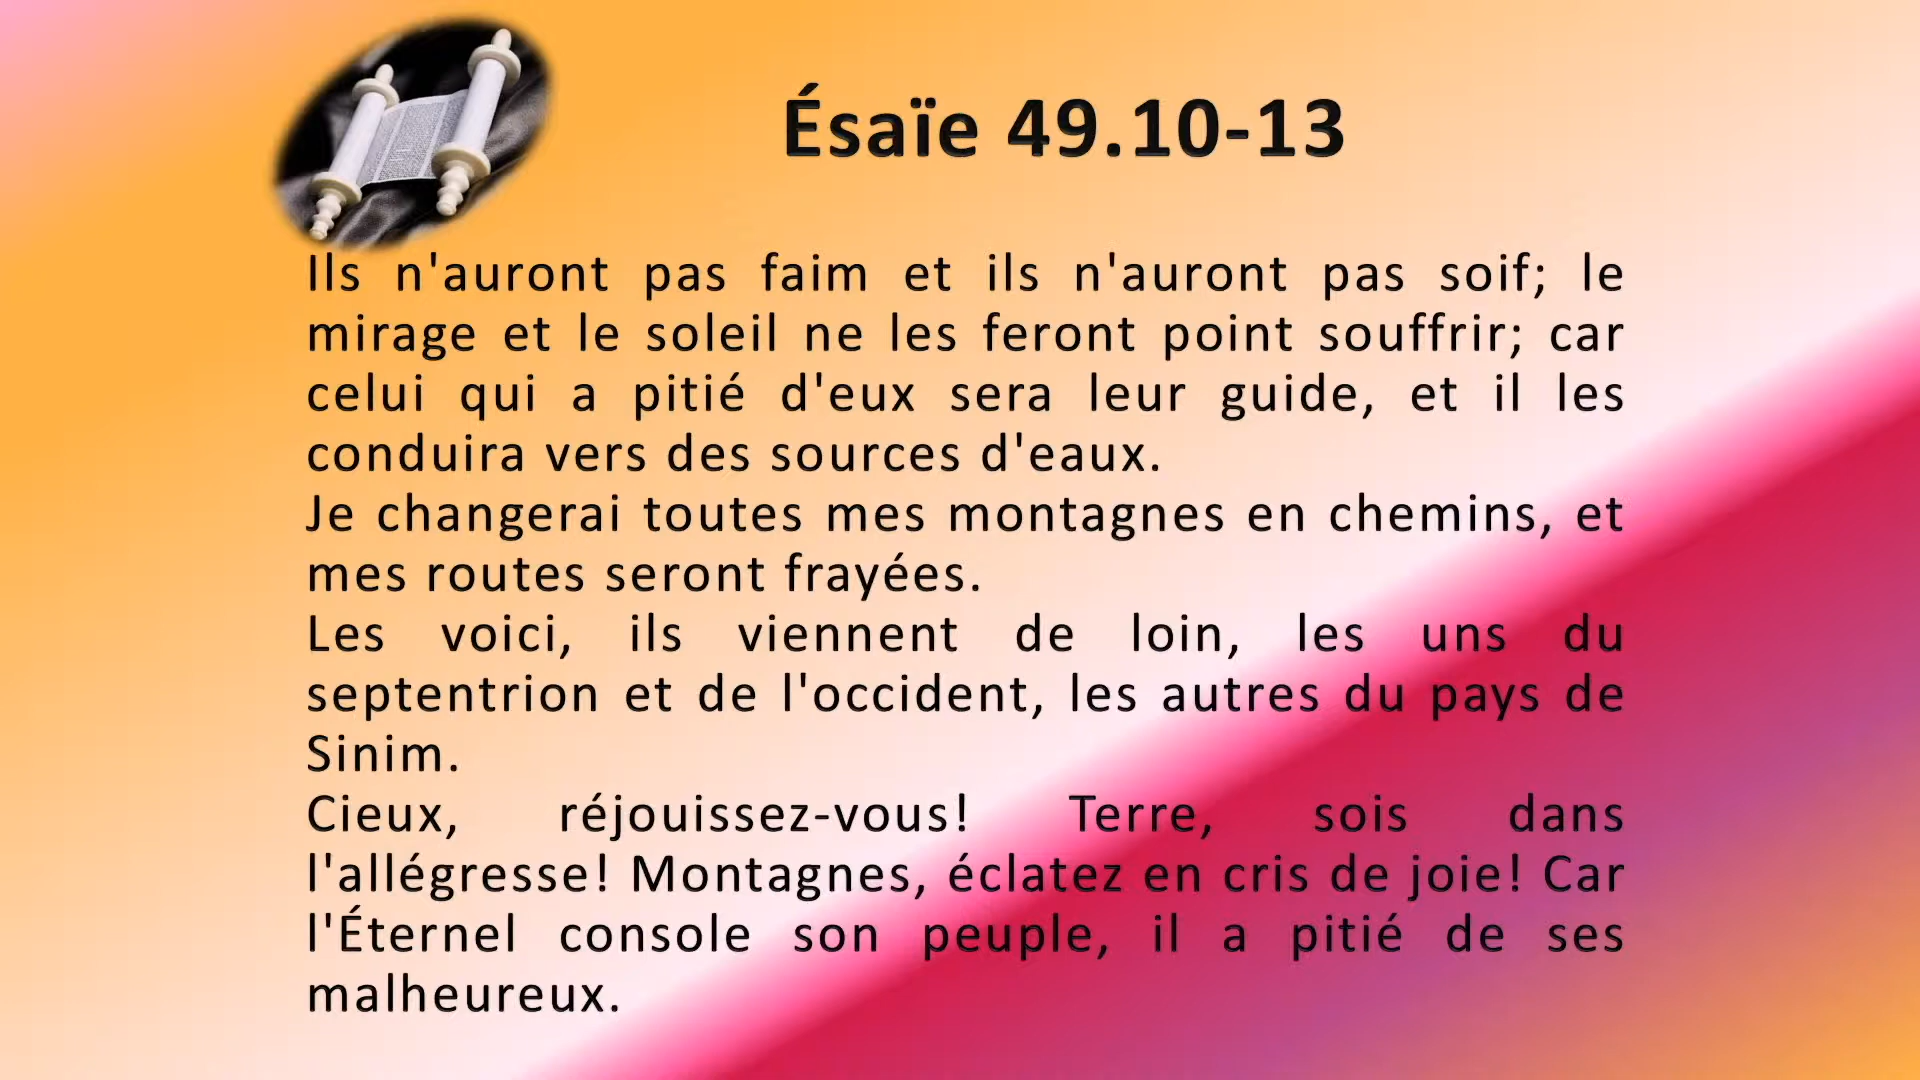 Ésaïe 49.10-13
Ils n'auront pas faim et ils n'auront pas soif; le
mirage et le soleil ne les feront point souffrir; car
celui qui a pitié d'eux sera leur guide, et il les
conduira vers des sources d'eaux.
Je changerai toutes mes montagnes en chemins, et
mes routes seront frayées.
Les voici, ils viennent de loin, les uns du
septentrion et de l'occident, les autres du pays de
Sinim.
Cieux, réjouissez-vous! Terre, sois dans
l'allégresse! Montagnes, éclatez en cris de joie! Car
l'Éternel console son peuple, il a pitié de ses
malheureux.